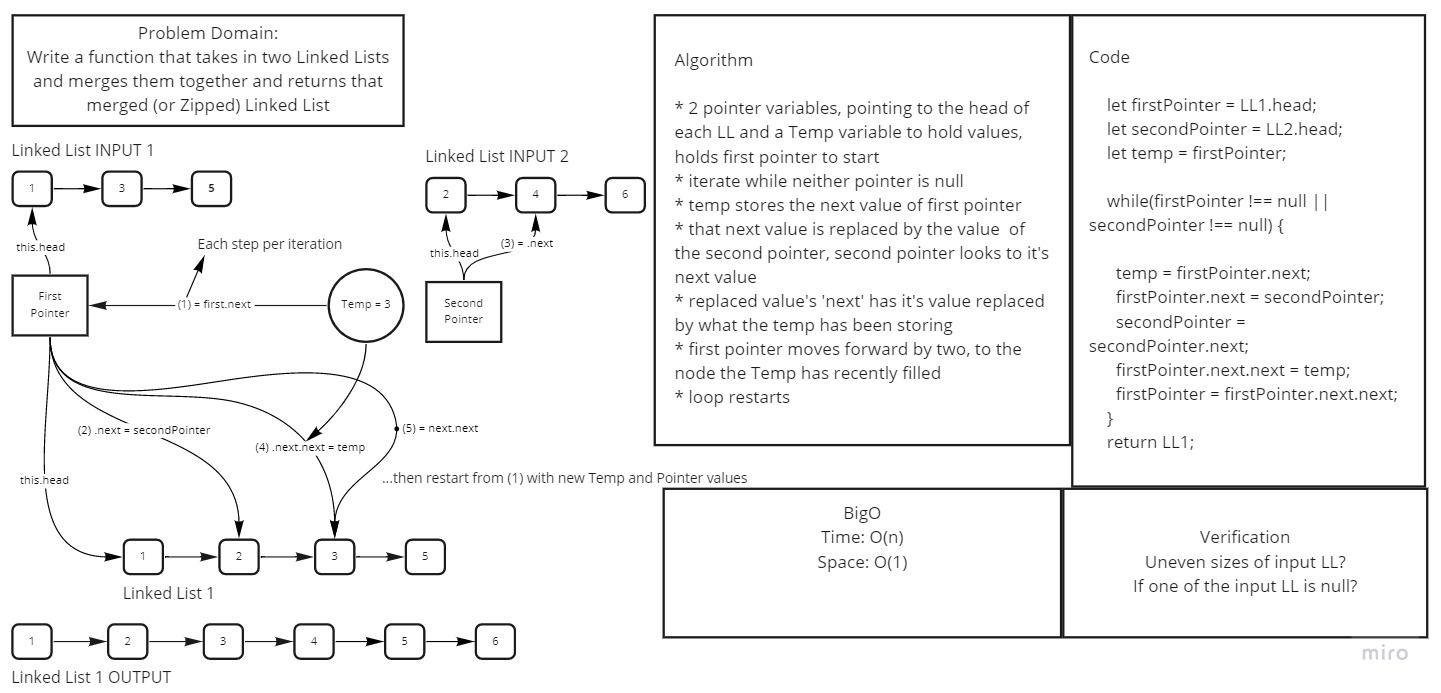 Problem Domain:
Write a function that takes in two Linked Lists
and merges them together and returns that
merged (or Zipped) Linked List
Linked List INPUT 1
1
3
5
this.head
Each step per iteration
First
Pointer
(1) = first.next
Temp = 3
Linked List INPUT 2
2
4
6
this.head
(3) = .next
Second
Pointer
(2) .next = secondPointer
(4) .next.next = temp
(5) = next.next
this.head
...then restart from (1) with new Temp and Pointer values
1
2
3
5
Linked List 1
1
2
3
4
5
6
Linked List 1 OUTPUT
Algorithm
* 2 pointer variables, pointing to the head of
each LL and a Temp variable to hold values,
holds first pointer to start
* iterate while neither pointer is null
* temp stores the next value of first pointer
* that next value is replaced by the value  of
the second pointer, second pointer looks to it's
next value
* replaced value's 'next' has it's value replaced
by what the temp has been storing
* first pointer moves forward by two, to the
node the Temp has recently filled
* loop restarts
Code
let firstPointer = LL1.head;
let secondPointer = LL2.head;
let temp = firstPointer;
while(firstPointer !== null ||
secondPointer !== null) {
temp = firstPointer.next;
firstPointer.next = secondPointer;
secondPointer =
secondPointer.next;
firstPointer.next.next = temp;
firstPointer = firstPointer.next.next;
}
return LL1;
BigO
Time: O(n)
Space: O(1)
Verification
Uneven sizes of input LL?
If one of the input LL is null?
miro